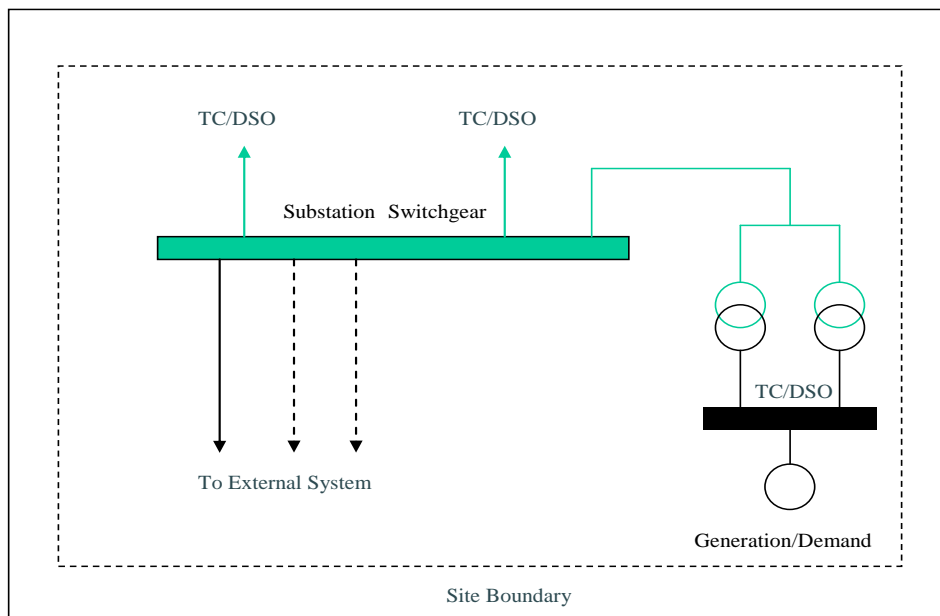 TC/DSO
TC/DSO
Substation Switchgear
TC/DSO
To External System
Generation/Demand
Site Boundary